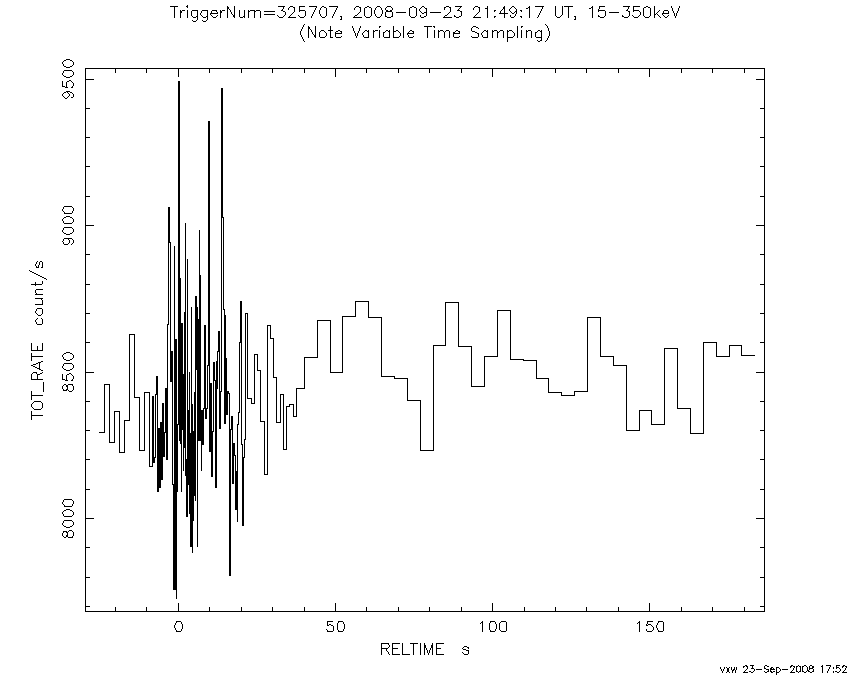 TriggerNum=325707, 2008-09-23 21:49:17 UT, 15-350keV
(Note Variable Time Sampling)
TOT_RATE count/s
9500
9000
8500
8000
0 50 100 150
RELTIME s
vxw 23-Sep-2008 17:52